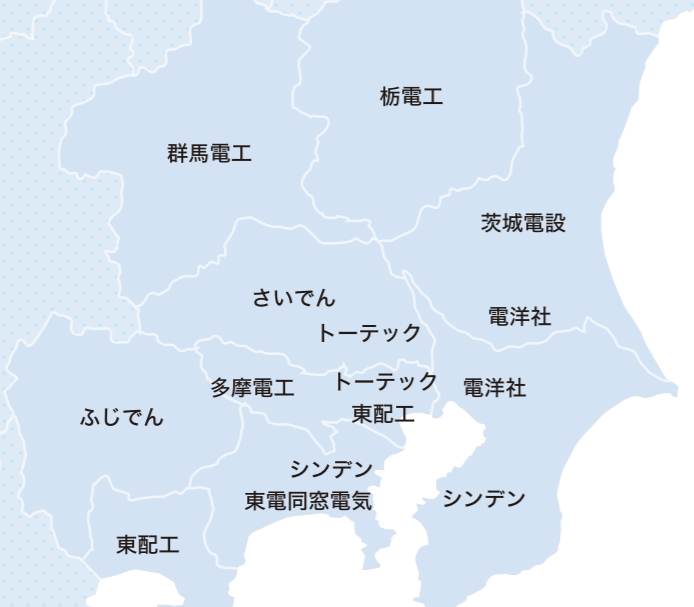 栃電工
群馬電工
茨城電設
さいでん
電洋社
トーテック
多摩電工
トーテック
電洋社
東配工
ふじでん
シンデン
東電同窓電気
シンデン
東配工